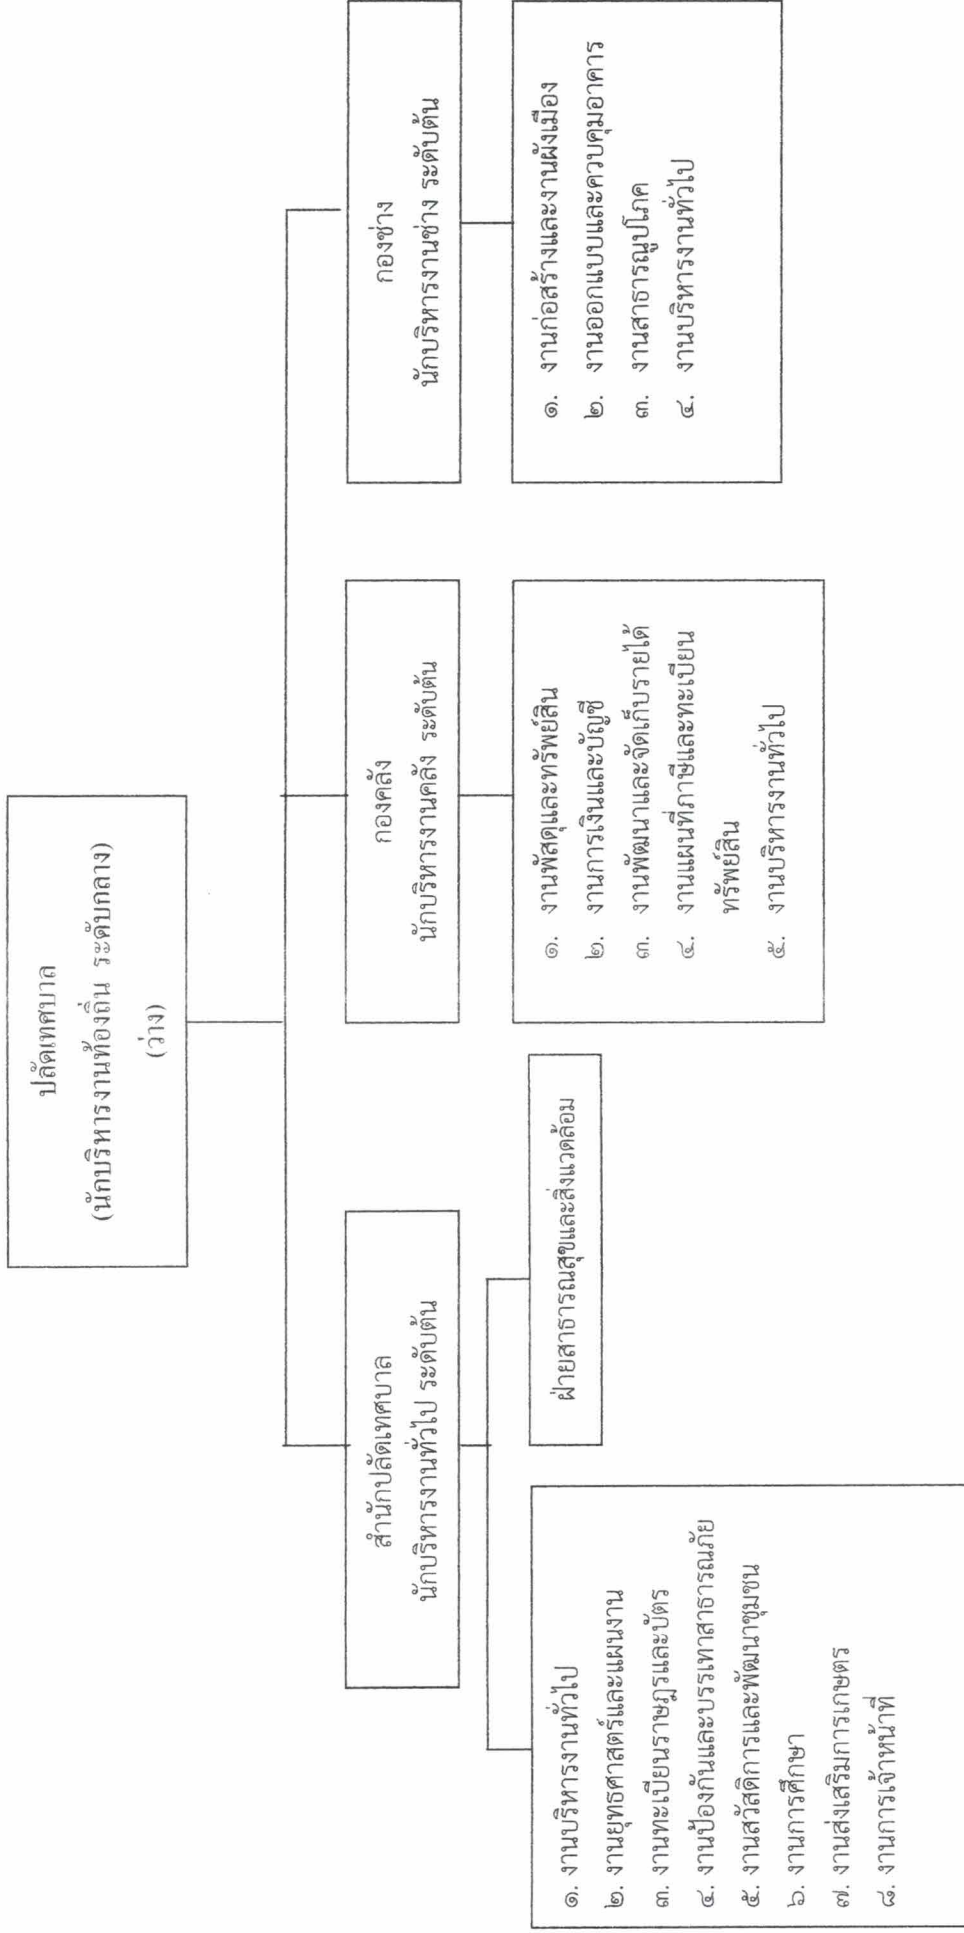 ปลัดเทศบาล
(นักบริหารงานท้องถิ่น ระดับกลาง)
(ว่าง)
สำนักปลัดเทศบาล
นักบริหารงานทั่วไป ระดับต้น
กองคลัง
นักบริหารงานคลัง ระดับต้น
กองช่าง
นักบริหารงานช่าง ระดับต้น
๑. งานบริหารงานทั่วไป
๒. งานยุทธศาสตร์และแผนงาน
๓. งานทะเบียนราษฎรและบัตร
๔. งานป้องกันและบรรเทาสาธารณภัย
๕. งานสวัสดิการและพัฒนาชุมชน
๖. งานการศึกษา
๗. งานส่งเสริมการเกษตร
๘. งานการเจ้าหน้าที่
ฝ่ายสาธารณสุขและสิ่งแวดล้อม
๑. งานพัสดุและทรัพย์สิน
๒. งานการเงินและบัญชี
๓. งานพัฒนาและจัดเก็บรายได้
๔. งานแผนที่ภาษีและทะเบียน
ทรัพย์สิน
๕. งานบริหารงานทั่วไป
๑. งานก่อสร้างและงานผังเมือง
๒. งานออกแบบและควบคุมอาคาร
๓. งานสาธารณูปโภค
๔. งานบริหารงานทั่วไป